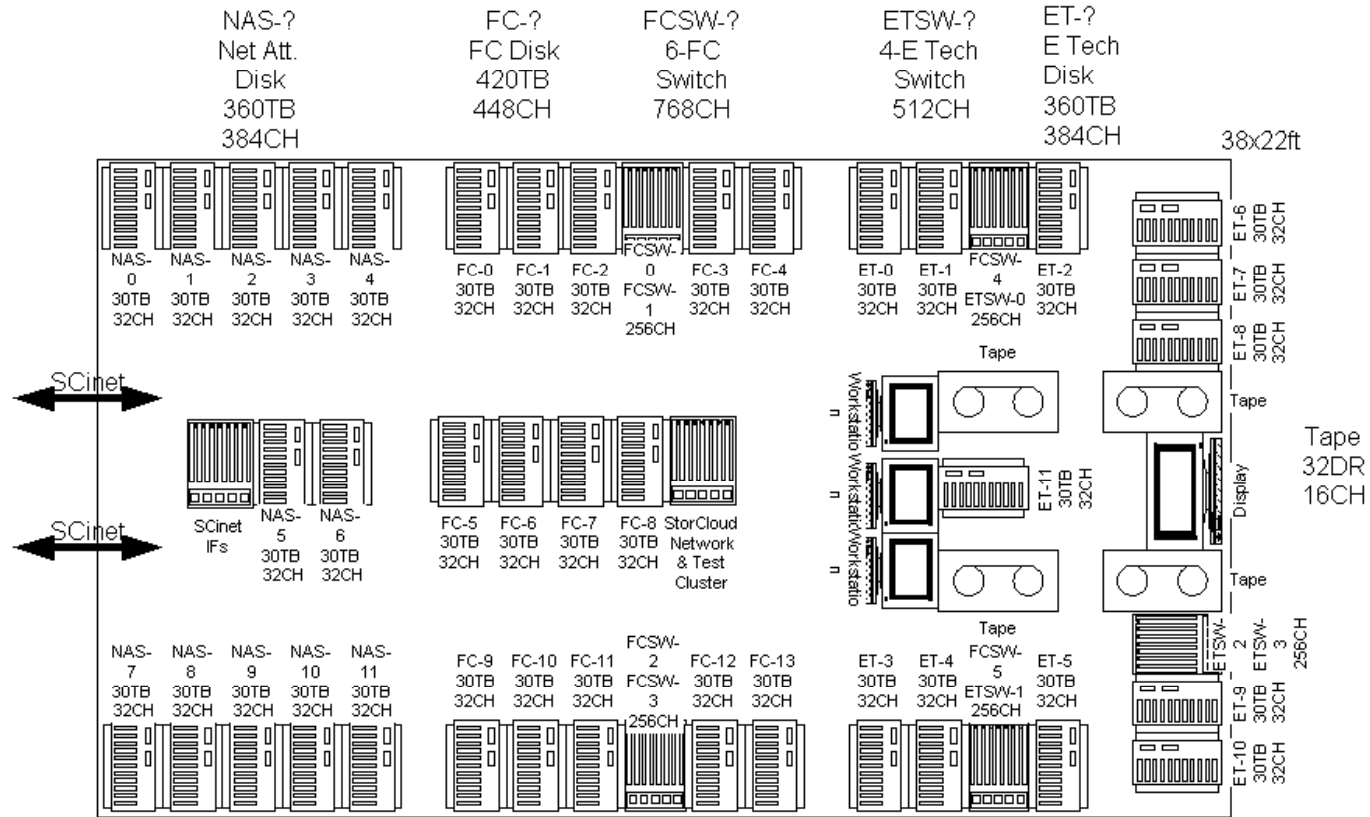 NAS-?
Net Att.
Disk
360TB
384CH
FC-?
FC Disk
420TB
448CH
FCSW-?
6-FC
Switch
768CH
ETSW-?
4-E Tech
Switch
512CH
ET-?
E Tech
Disk
360TB
384CH
38x22ft
NAS-
0
30TB
32CH
NAS-
1
30TB
32CH
NAS-
2
30TB
32CH
NAS-
3
30TB
32CH
NAS-
4
30TB
32CH
FC-0
30TB
32CH
FC-1
30TB
32CH
FC-2
30TB
32CH
FCSW-
0
FCSW-
1
256CH
FC-3
30TB
32CH
FC-4
30TB
32CH
ET-0
30TB
32CH
ET-1
30TB
32CH
FCSW-
4
ETSW-0
256CH
ET-2
30TB
32CH
ET-6
30TB
32CH
ET-7
30TB
32CH
ET-8
30TB
32CH
SCinet
SCinet
SCinet
IFs
NAS-
5
30TB
32CH
NAS-
6
30TB
32CH
FC-5
30TB
32CH
FC-6
30TB
32CH
FC-7
30TB
32CH
FC-8
30TB
32CH
StorCloud
Network
& Test
Cluster
Tape
Workstatio
n
Workstatio
n
Workstatio
n
ET-11
30TB
32CH
Tape
Tape
Display
Tape
Tape
32DR
16CH
NAS-
7
30TB
32CH
NAS-
8
30TB
32CH
NAS-
9
30TB
32CH
NAS-
10
30TB
32CH
NAS-
11
30TB
32CH
FC-9
30TB
32CH
FC-10
30TB
32CH
FC-11
30TB
32CH
FCSW-
2
FCSW-
3
256CH
FC-12
30TB
32CH
FC-13
30TB
32CH
ET-3
30TB
32CH
ET-4
30TB
32CH
FCSW-
5
ETSW-1
256CH
ET-5
30TB
32CH
ETSW-
2
ETSW-
3
256CH
ET-9
30TB
32CH
ET-10
30TB
32CH